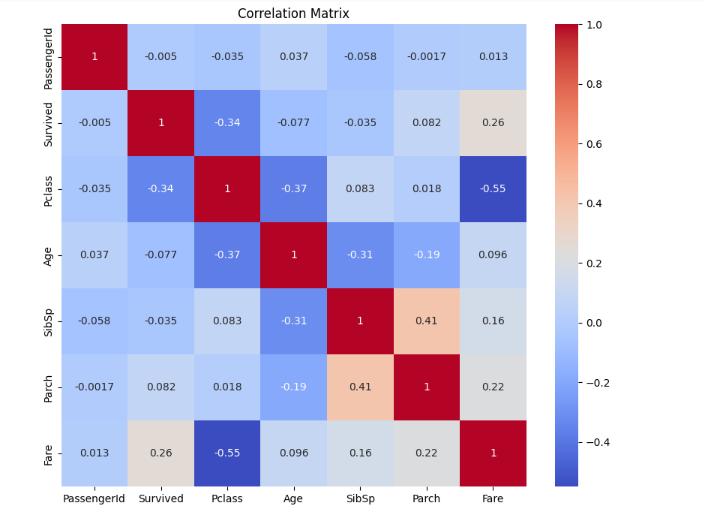 Correlation Matrix
PassengerId 1 -0.005 -0.035 0.037 -0.058 -0.0017 0.013
Survived -0.005 1 -0.34 -0.077 -0.035 0.082 0.26
Pclass -0.035 -0.34 1 -0.37 0.083 0.018 -0.55
Age 0.037 -0.077 -0.37 1 -0.31 -0.19 0.096
SibSp -0.058 -0.035 0.083 -0.31 1 0.41 0.16
Parch -0.0017 0.082 0.018 -0.19 0.41 1 0.22
Fare 0.013 0.26 -0.55 0.096 0.16 0.22 1
PassengerId Survived Pclass Age SibSp Parch Fare
1.0
0.8
0.6
0.4
0.2
0.0
−0.2
−0.4